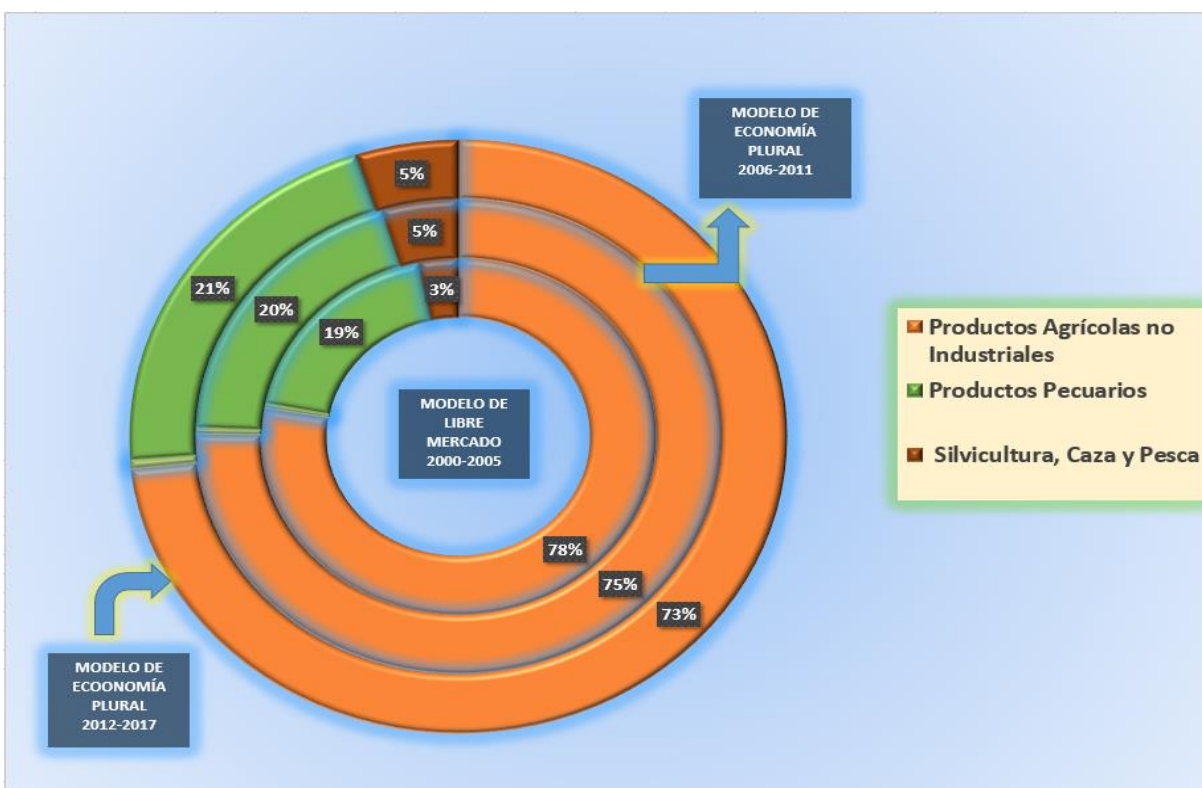 MODELO DE
ECONOMÍA
PLURAL
2006-2011
5%
5%
3%
21%
20%
19%
MODELO DE
LIBRE
MERCADO
2000-2005
78%
75%
73%
MODELO DE
ECOONOMÍA
PLURAL
2012-2017
Productos Agrícolas no
Industriales
Productos Pecuarios
Silvicultura, Caza y Pesca